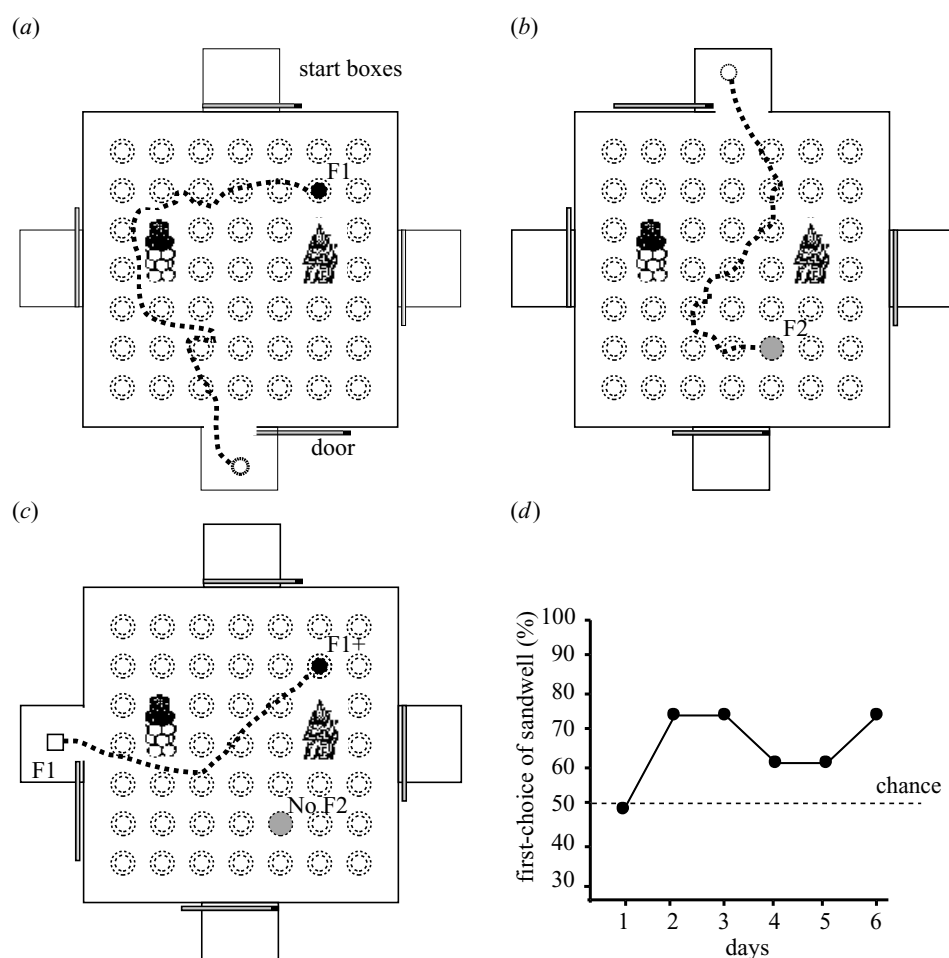 (a)
start boxes
F1
door
(b)
F2
(c)
F1+
F1
No F2
(d)
first-choice of sandwell (%)
100
90
80
70
60
50
40
30
chance
1 2 3 4 5 6
days